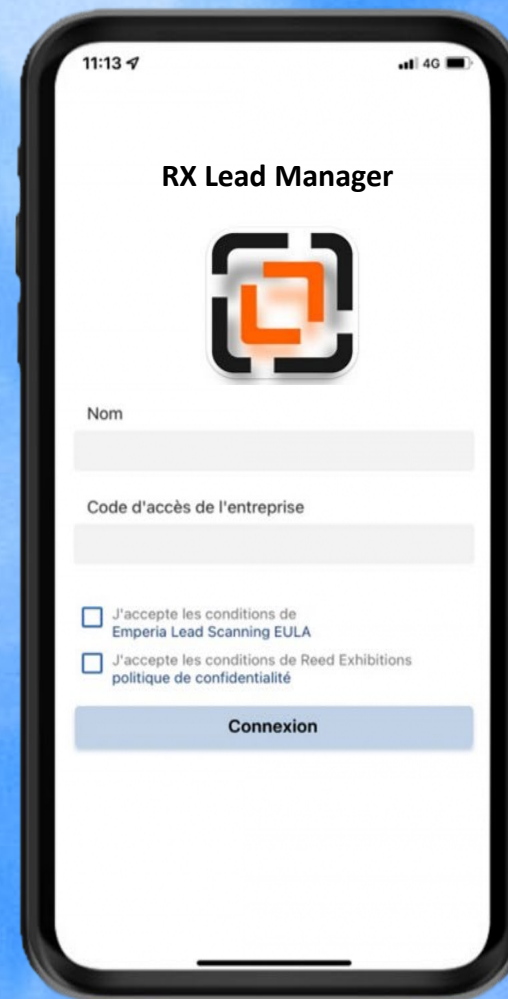 11:13
4G
RX Lead Manager
Nom
Code d'accès de l'entreprise
J'accepte les conditions de
Emperia Lead Scanning EULA
J'accepte les conditions de Reed Exhibitions
politique de confidentialité
Connexion